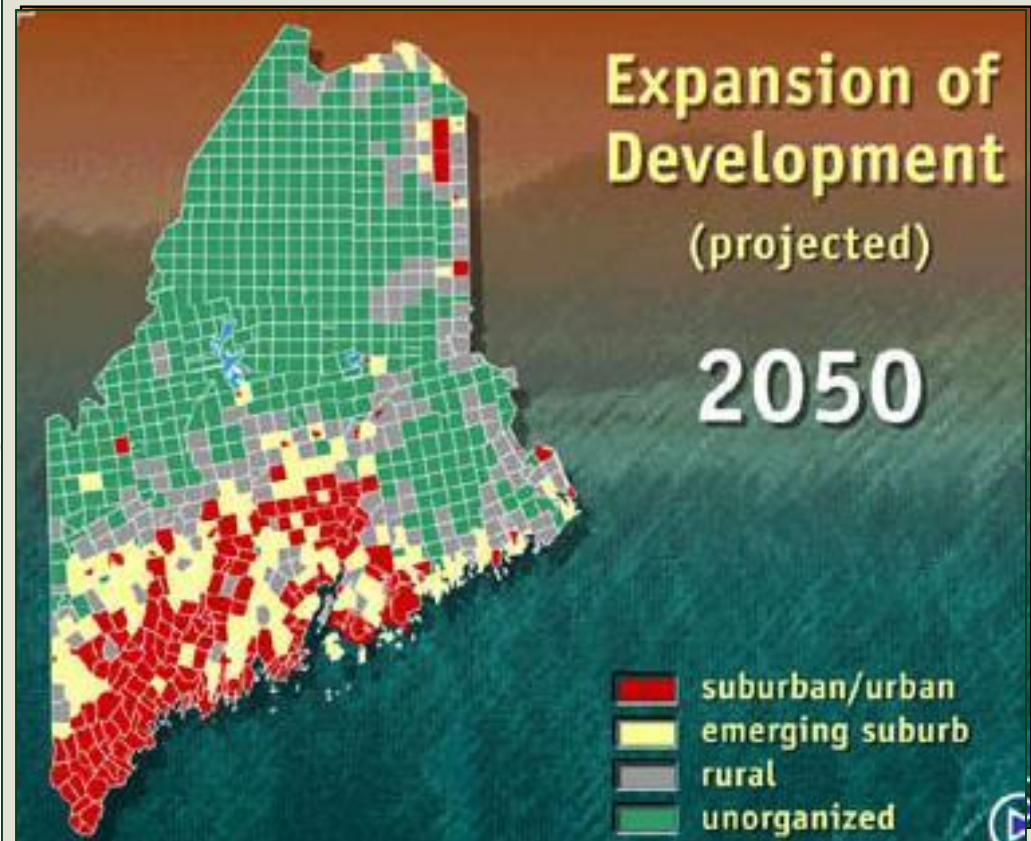 Expansion of
Development
(projected)
2050
suburban/urban
emerging suburb
rural
unorganized